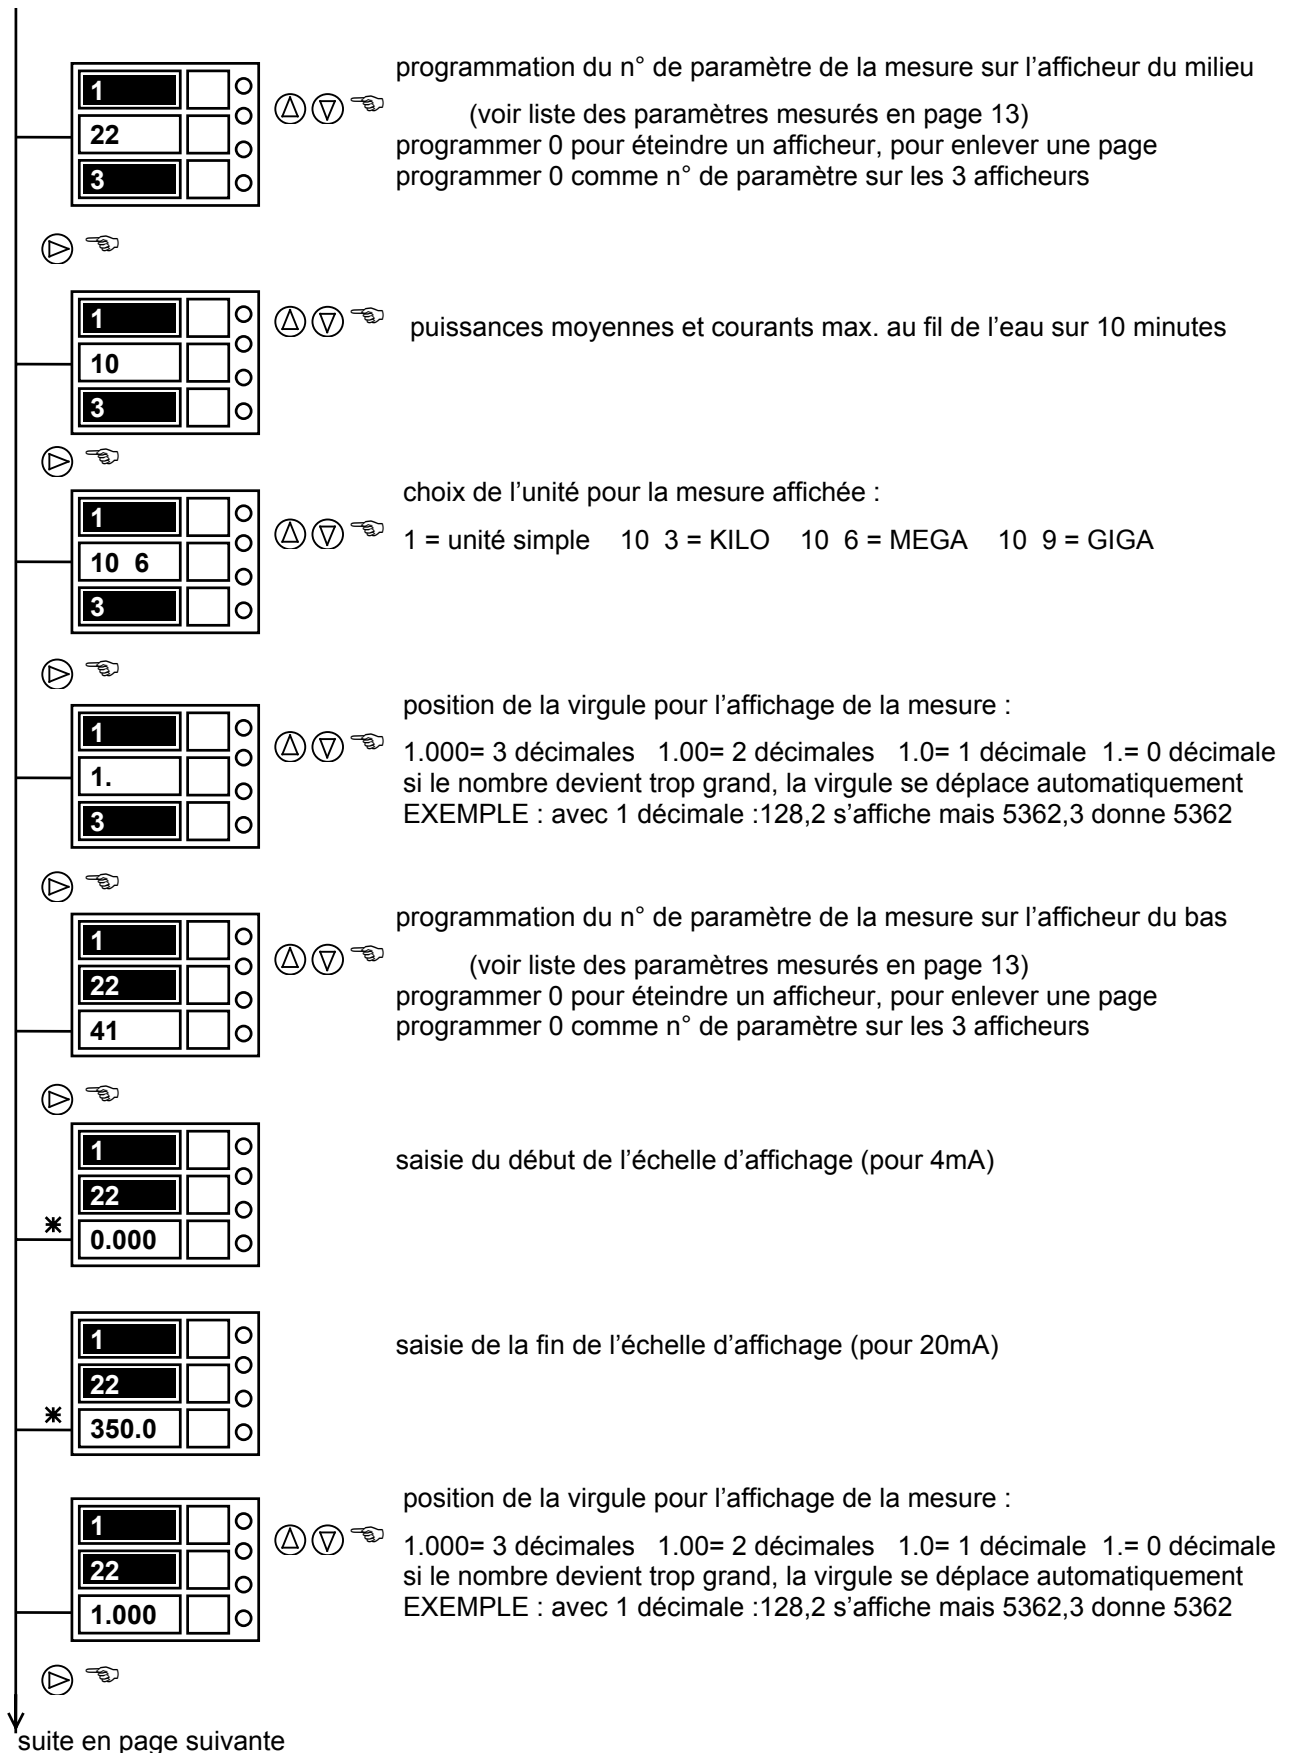 programmation du n° de paramètre de la mesure sur l’afficheur du milieu
1
22
3
(voir liste des paramètres mesurés en page 13)
programmer 0 pour éteindre un afficheur, pour enlever une page
programmer 0 comme n° de paramètre sur les 3 afficheurs
1
10
3
puissances moyennes et courants max. au fil de l’eau sur 10 minutes
choix de l’unité pour la mesure affichée :
1
10 6
3
1 = unité simple 10 3 = KILO 10 6 = MEGA 10 9 = GIGA
position de la virgule pour l’affichage de la mesure :
1
1.
3
1.000= 3 décimales 1.00= 2 décimales 1.0= 1 décimale 1.= 0 décimale
si le nombre devient trop grand, la virgule se déplace automatiquement
EXEMPLE : avec 1 décimale :128,2 s’affiche mais 5362,3 donne 5362
programmation du n° de paramètre de la mesure sur l’afficheur du bas
1
22
41
(voir liste des paramètres mesurés en page 13)
programmer 0 pour éteindre un afficheur, pour enlever une page
programmer 0 comme n° de paramètre sur les 3 afficheurs
1
22
0.000
saisie du début de l’échelle d’affichage (pour 4mA)
1
22
350.0
saisie de la fin de l’échelle d’affichage (pour 20mA)
position de la virgule pour l’affichage de la mesure :
1
22
1.000
1.000= 3 décimales 1.00= 2 décimales 1.0= 1 décimale 1.= 0 décimale
si le nombre devient trop grand, la virgule se déplace automatiquement
EXEMPLE : avec 1 décimale :128,2 s’affiche mais 5362,3 donne 5362
suite en page suivante